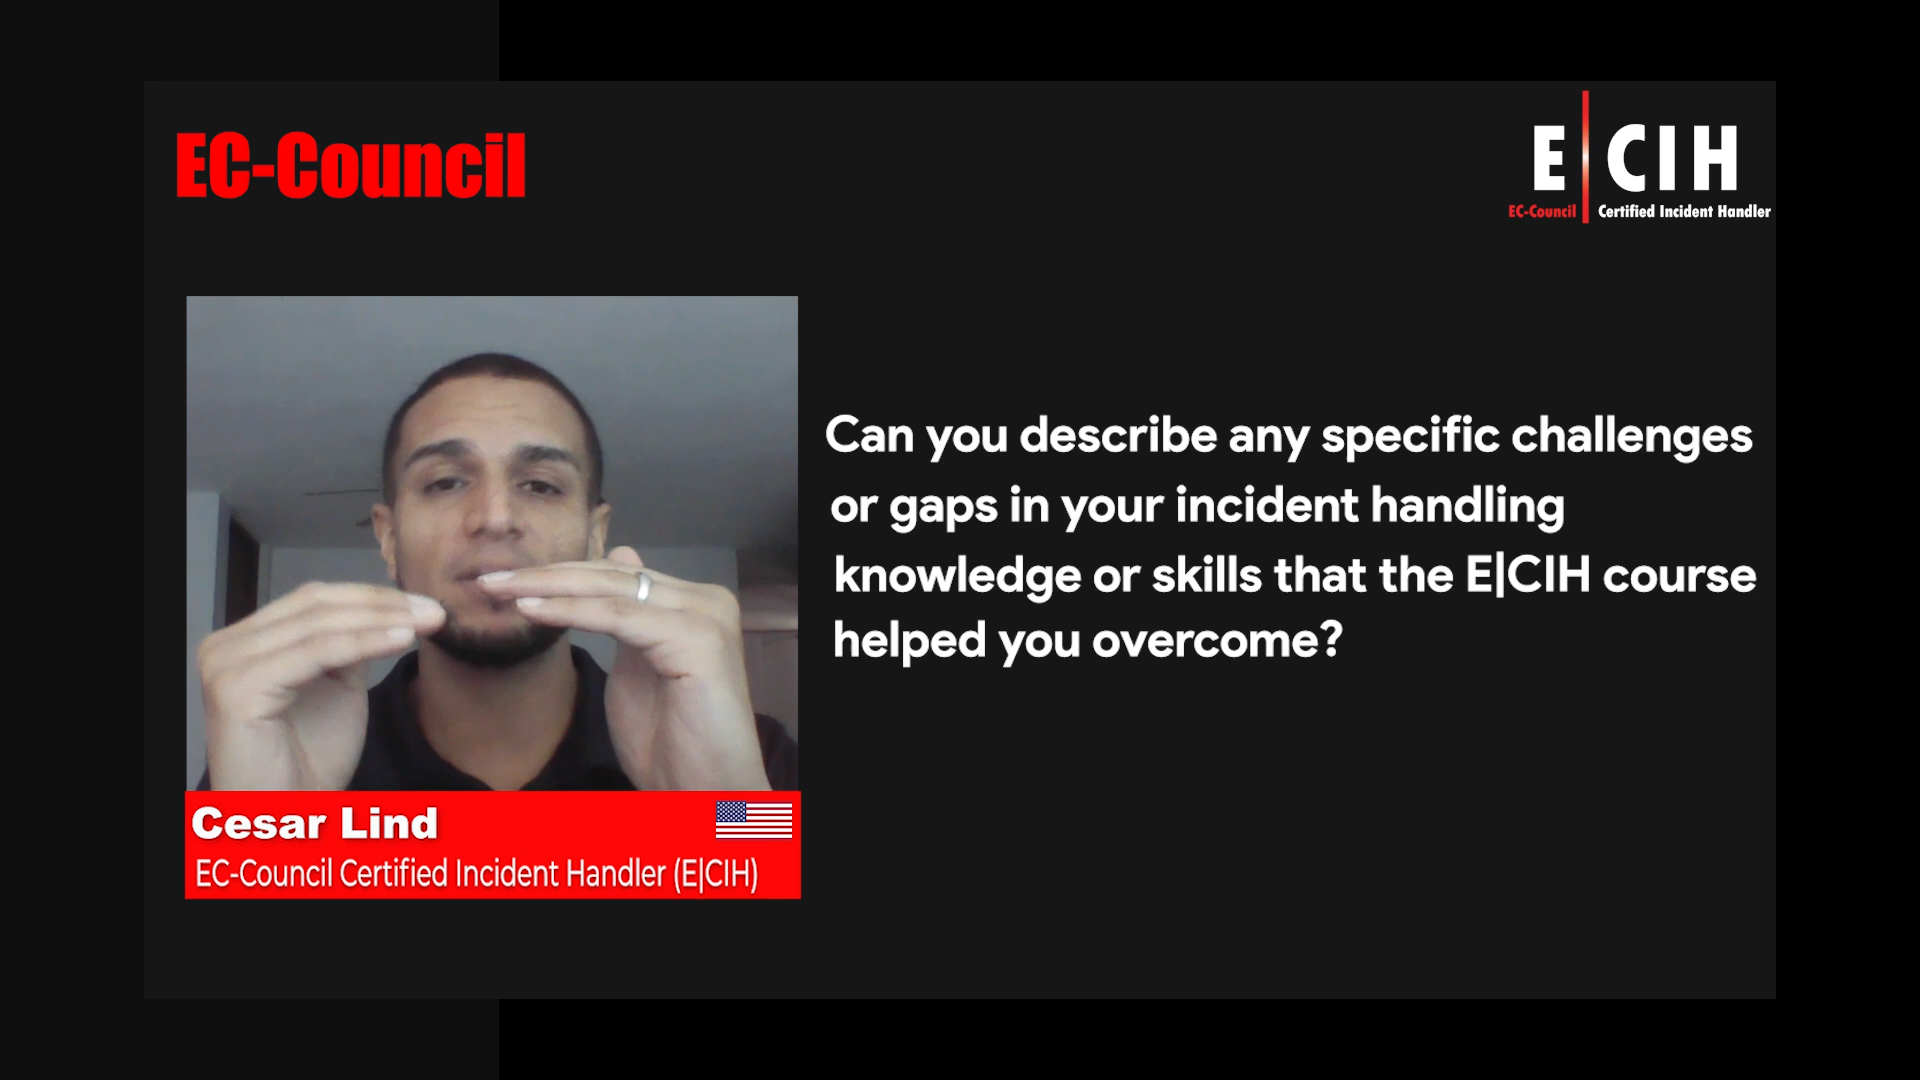 EC-Council
E|CIH
EC-Council Certified Incident Handler
Can you describe any specific challenges
or gaps in your incident handling
knowledge or skills that the E|CIH course
helped you overcome?
Cesar Lind
EC-Council Certified Incident Handler (E|CIH)